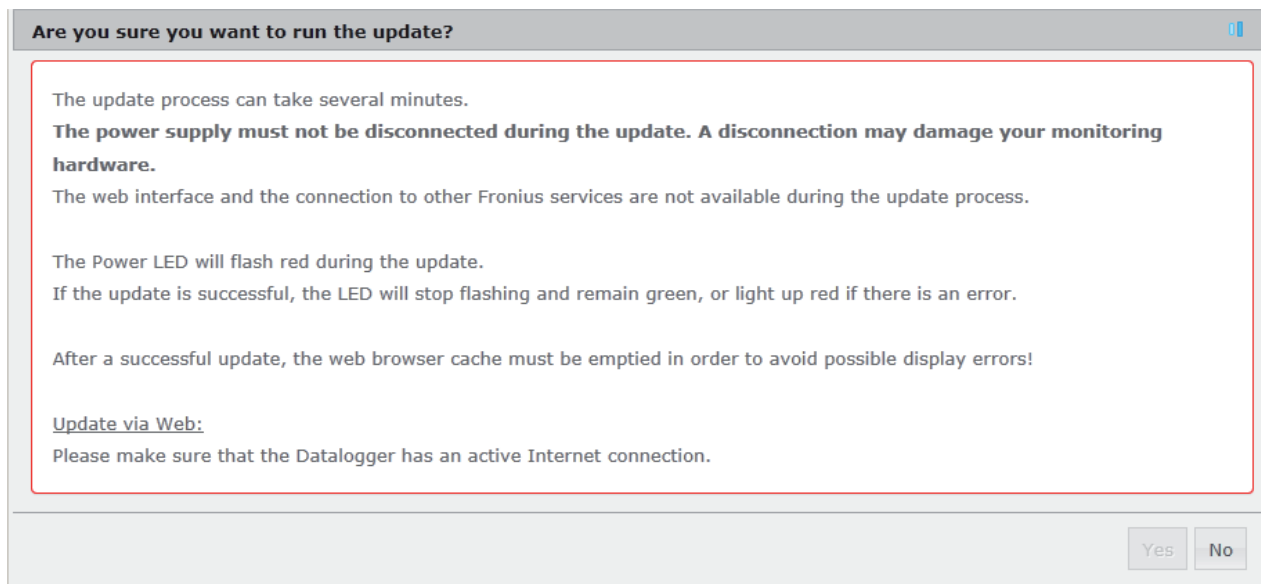 Are you sure you want to run the update?
The update process can take several minutes.
The power supply must not be disconnected during the update. A disconnection may damage your monitoring
hardware.
The web interface and the connection to other Fronius services are not available during the update process.
The Power LED will flash red during the update.
If the update is successful, the LED will stop flashing and remain green, or light up red if there is an error.
After a successful update, the web browser cache must be emptied in order to avoid possible display errors!
Update via Web:
Please make sure that the Datalogger has an active Internet connection.
Yes No